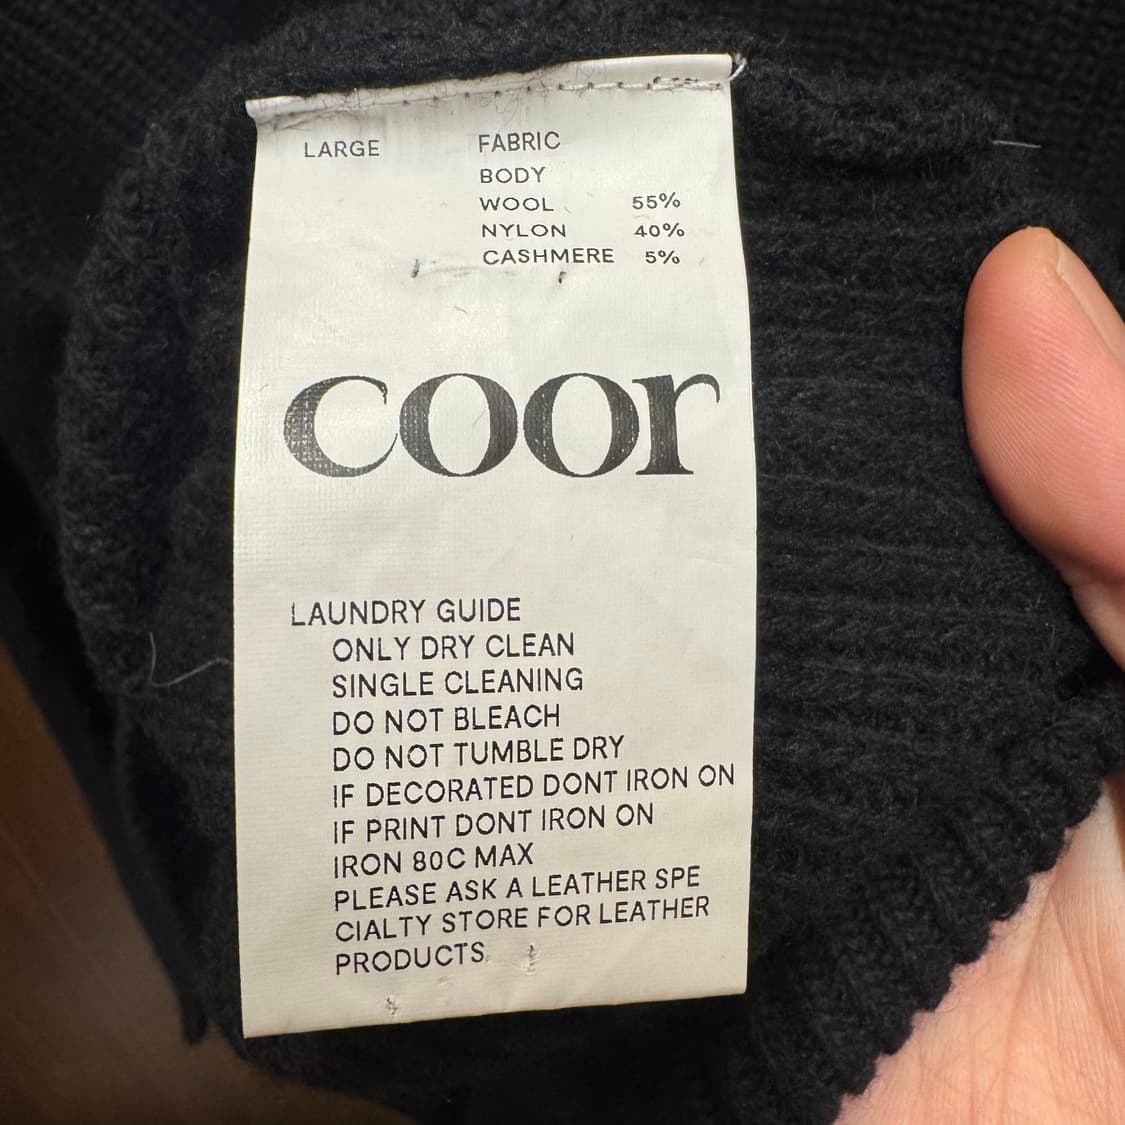 LARGE FABRIC
BODY
WOOL 55%
NYLON 40%
CASHMERE 5%
coor
LAUNDRY GUIDE
ONLY DRY CLEAN
SINGLE CLEANING
DO NOT BLEACH
DO NOT TUMBLE DRY
IF DECORATED DONT IRON ON
IF PRINT DONT IRON ON
IRON 80C MAX
PLEASE ASK A LEATHER SPE
CIALTY STORE FOR LEATHER
PRODUCTS.